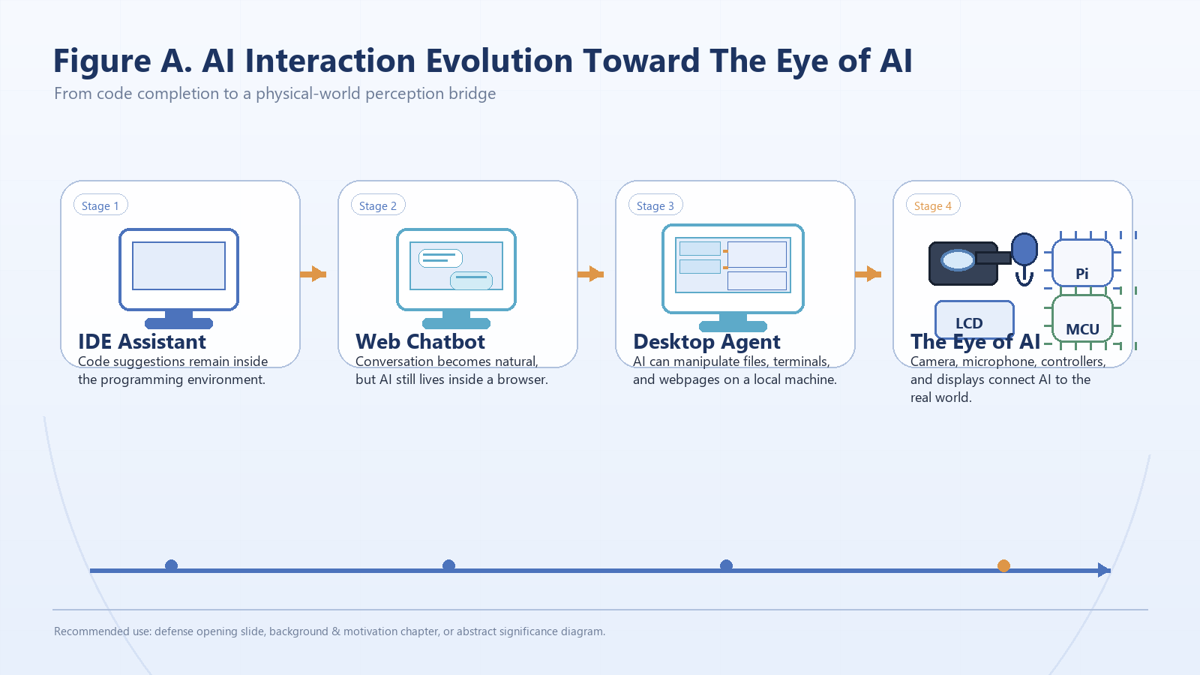 Figure A. AI Interaction Evolution Toward The Eye of AI
From code completion to a physical-world perception bridge
Stage 1
IDE Assistant
Code suggestions remain inside
the programming environment.
Stage 2
Web Chatbot
Conversation becomes natural,
but AI still lives inside a browser.
Stage 3
Desktop Agent
AI can manipulate files, terminals,
and webpages on a local machine.
Stage 4
Pi
LCD
MCU
The Eye of AI
Camera, microphone, controllers,
and displays connect AI to the
real world.
Recommended use: defense opening slide, background & motivation chapter, or abstract significance diagram.